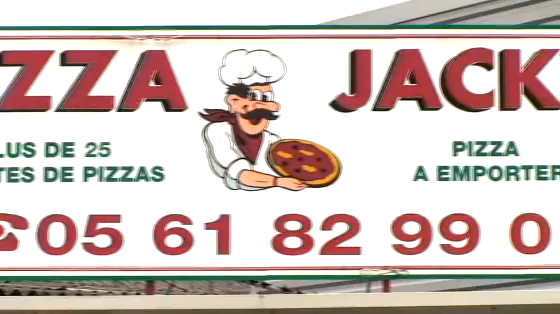 ZZA JACK
LUS DE 25
TES DE PIZZAS
PIZZA
A EMPORTER
05 61 82 99 0